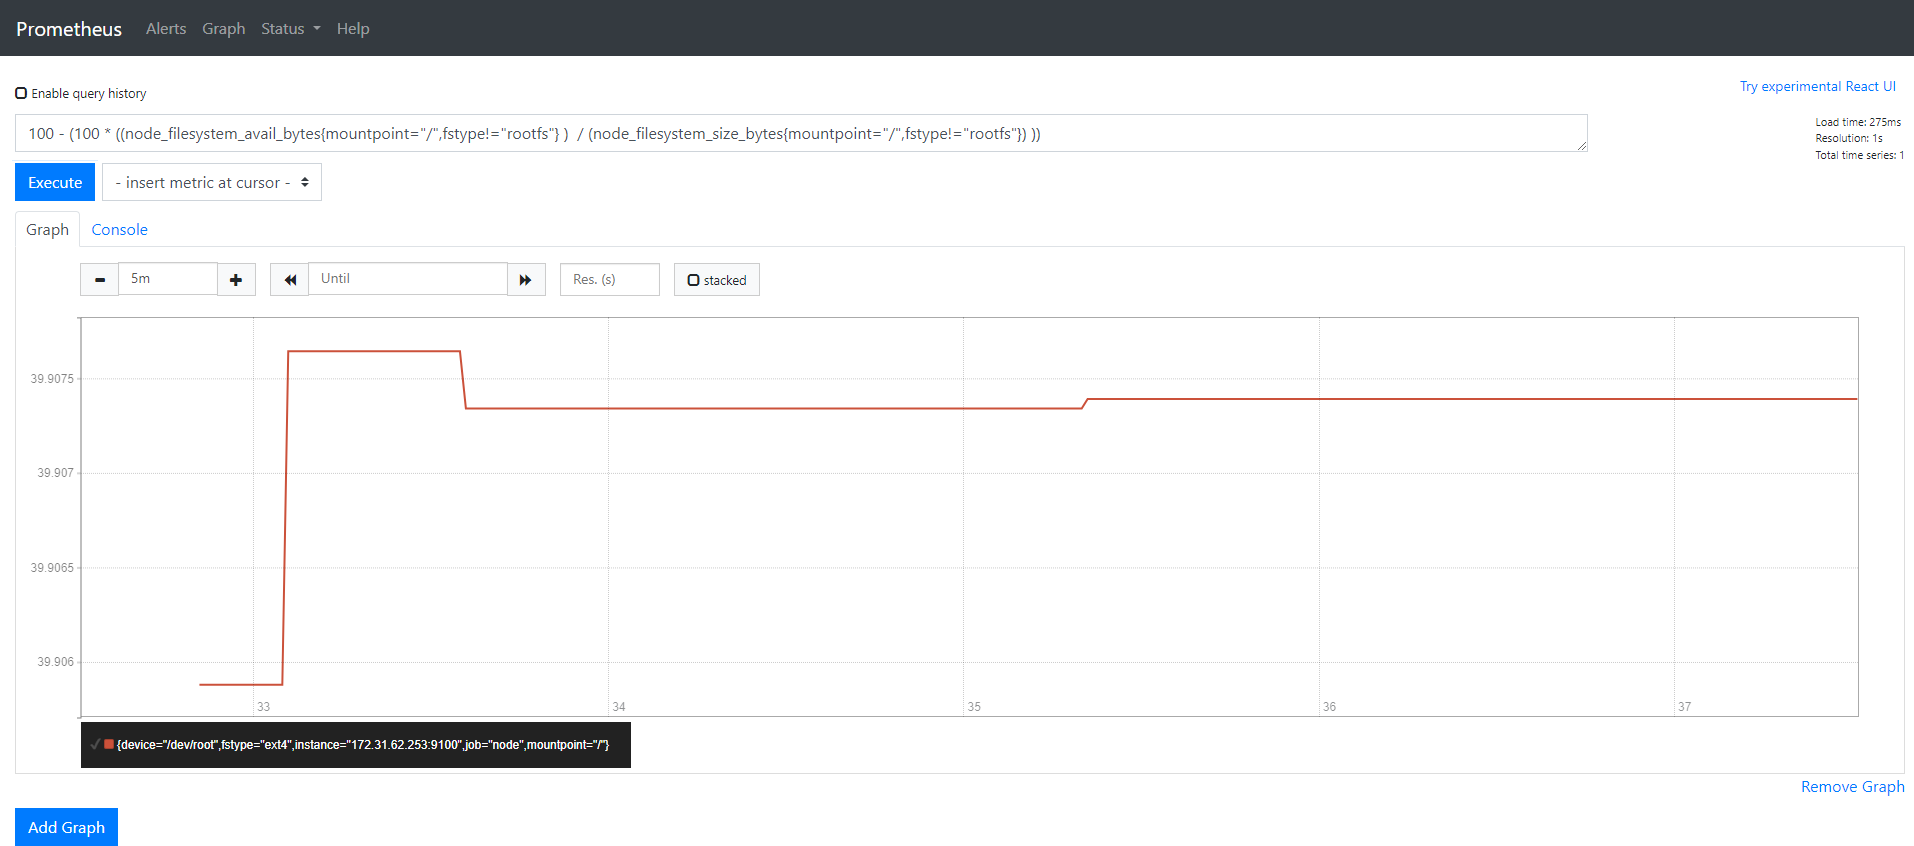 Prometheus Alerts Graph Status Help
Enable query history
Try experimental React UI
100 - (100 * ((node_filesystem_avail_bytes{mountpoint="/",fstype!="rootfs"} )  / (node_filesystem_size_bytes{mountpoint="/",fstype!="rootfs"}) ))
Load time: 275ms
Resolution: 1s
Total time series: 1
Execute - insert metric at cursor -
Graph Console
5m Until Res. (s) stacked
39.9075
39.907
39.9065
39.906
33 34 35 36 37
{device="/dev/root",fstype="ext4",instance="172.31.62.253:9100",job="node",mountpoint="/"}
Remove Graph
Add Graph